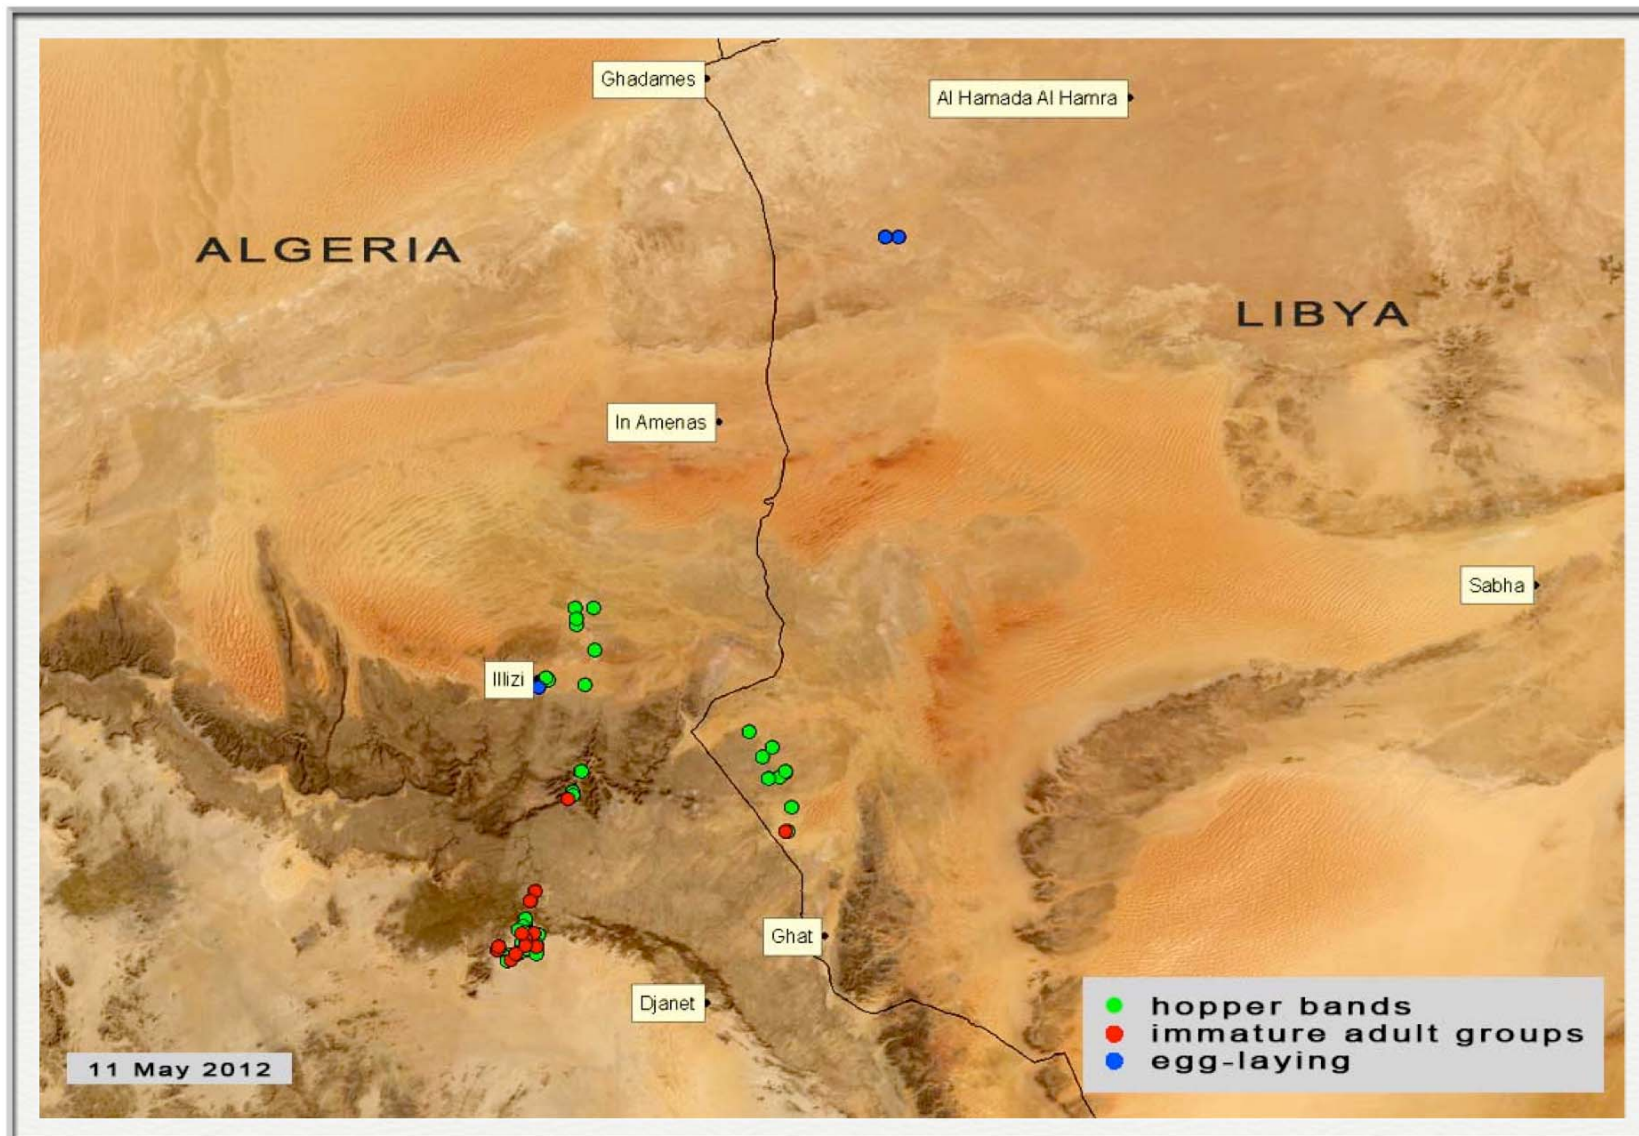 Ghadames
Al Hamada Al Hamra
ALGERIA
LIBYA
In Amenas
Sabha
Illizi
Ghat
Djanet
hopper bands
immature adult groups
egg-laying
11 May 2012